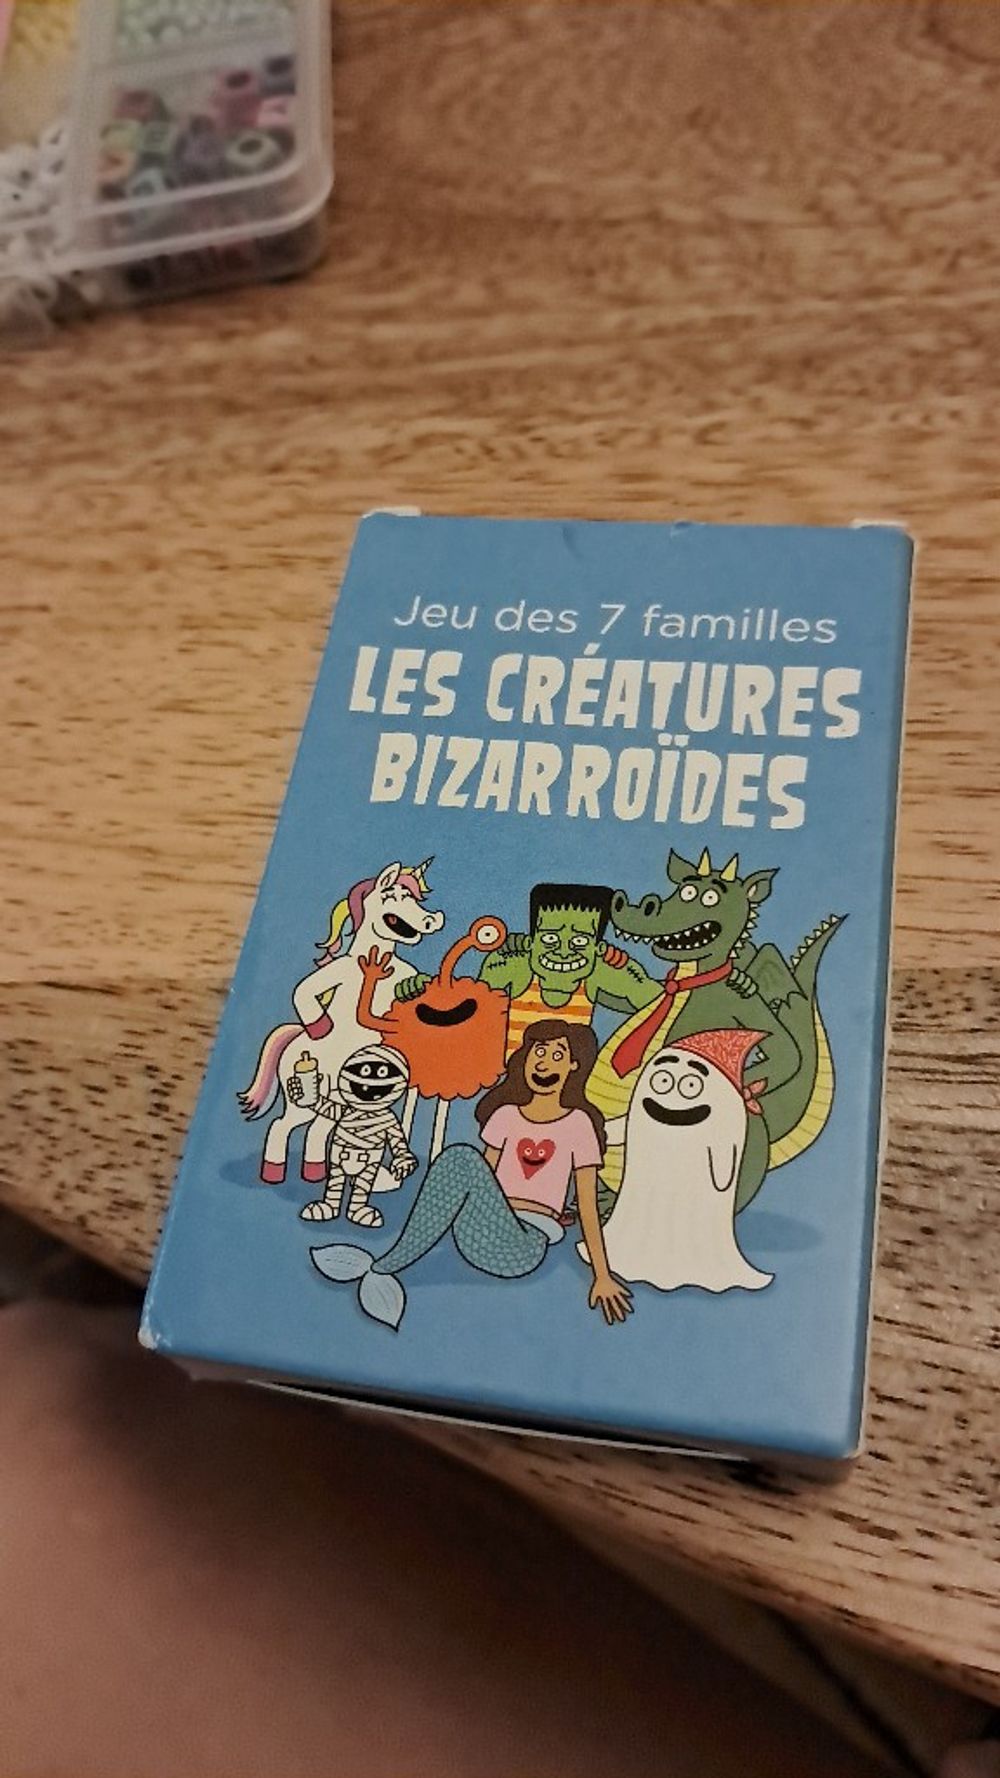 Jeu des 7 familles
LES CRÉATURES
BIZARROÏDES